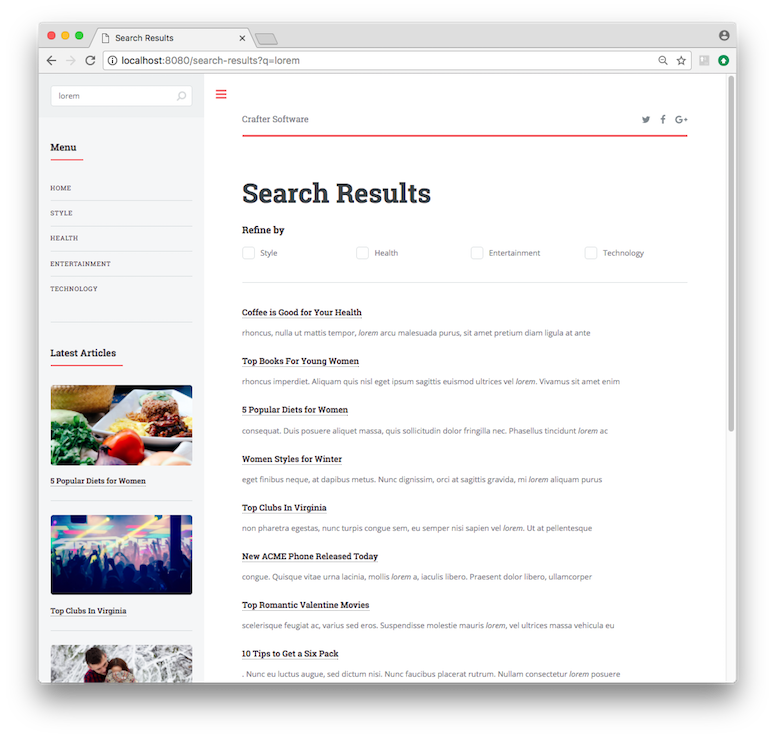 Search Results
localhost:8080/search-results?q=lorem
lorem
Menu
HOME
STYLE
HEALTH
ENTERTAINMENT
TECHNOLOGY
Latest Articles
5 Popular Diets for Women
Top Clubs In Virginia
Crafter Software
Search Results
Refine by
Style
Health
Entertainment
Technology
Coffee is Good for Your Health
rhoncus, nulla ut mattis tempor, lorem arcu malesuada purus, sit amet pretium diam ligula at ante
Top Books For Young Women
rhoncus imperdiet. Aliquam quis nisl eget ipsum sagittis euismod ultrices vel lorem. Vivamus sit amet enim
5 Popular Diets for Women
consequat. Duis posuere aliquet massa, quis sollicitudin dolor fringilla nec. Phasellus tincidunt lorem ac
Women Styles for Winter
eget finibus neque, at dapibus metus. Nunc dignissim, orci at sagittis gravida, mi lorem aliquam purus
Top Clubs In Virginia
non pharetra egestas, nunc turpis congue sem, eu semper nisi sapien vel lorem. Ut at pellentesque
New ACME Phone Released Today
congue. Quisque vitae urna lacinia, mollis lorem a, iaculis libero. Praesent dolor libero, ullamcorper
Top Romantic Valentine Movies
scelerisque feugiat ac, varius sed eros. Suspendisse molestie mauris lorem, vel ultrices massa vehicula eu
10 Tips to Get a Six Pack
. Nunc eu luctus augue, sed dictum nisi. Nunc faucibus placerat rutrum. Nullam consectetur lorem posuere